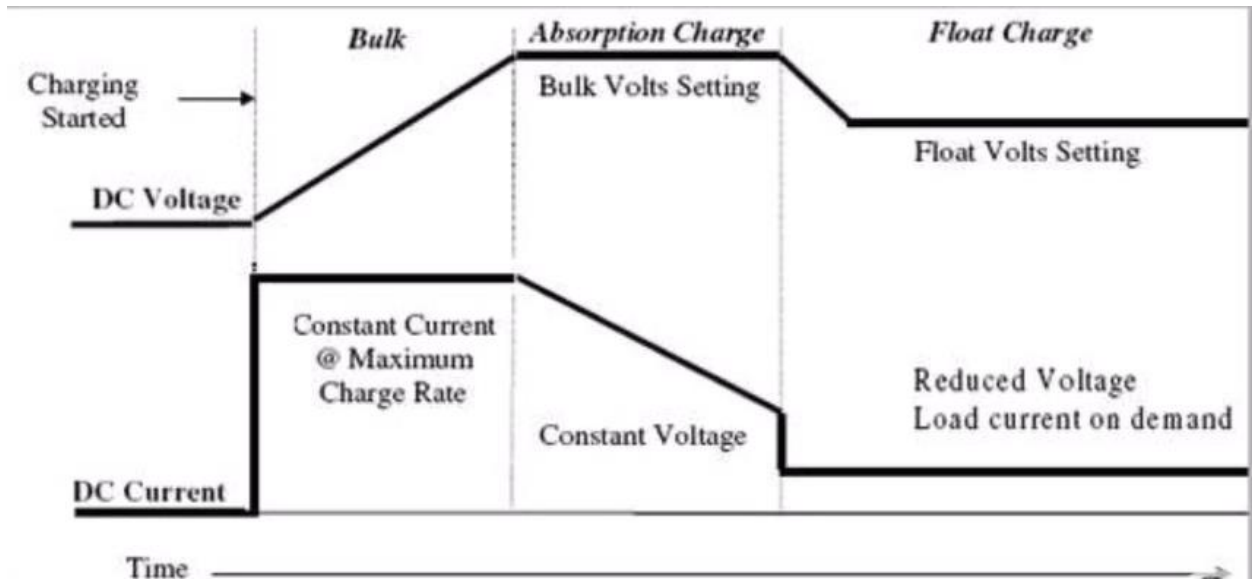 Bulk
Absorption Charge
Float Charge
Charging
Started
Bulk Volts Setting
Float Volts Setting
DC Voltage
Constant Current
@ Maximum
Charge Rate
Reduced Voltage
Load current on demand
Constant Voltage
DC Current
Time